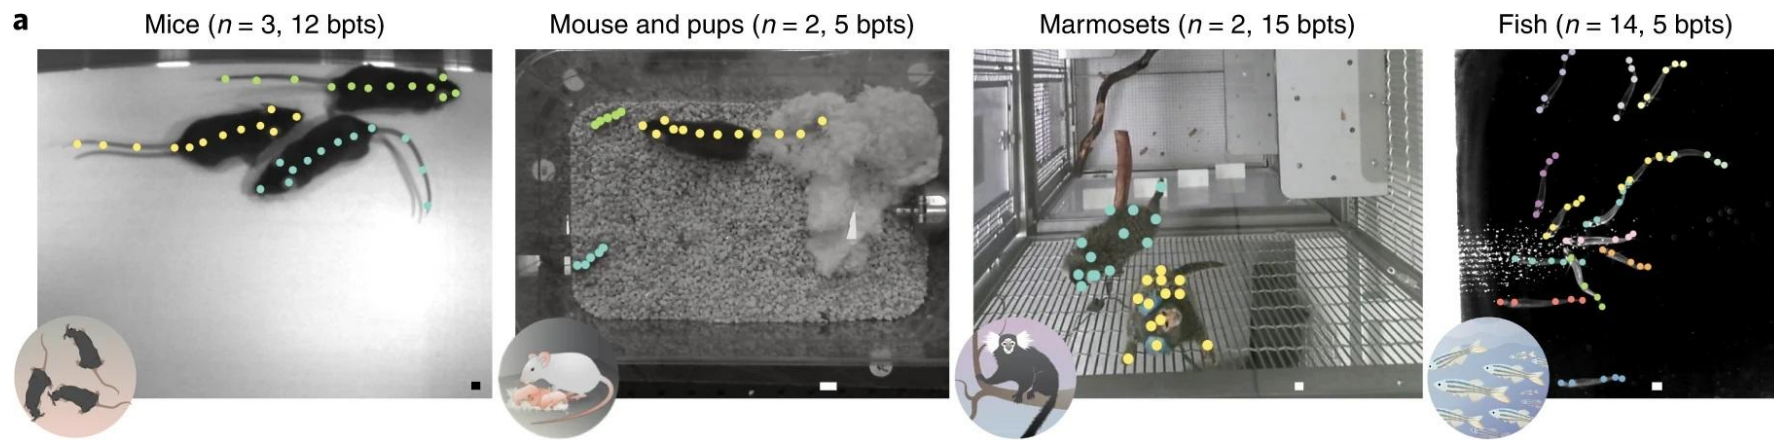 a
Mice (n = 3, 12 bpts)
Mouse and pups (n = 2, 5 bpts)
Marmosets (n = 2, 15 bpts)
Fish (n = 14, 5 bpts)